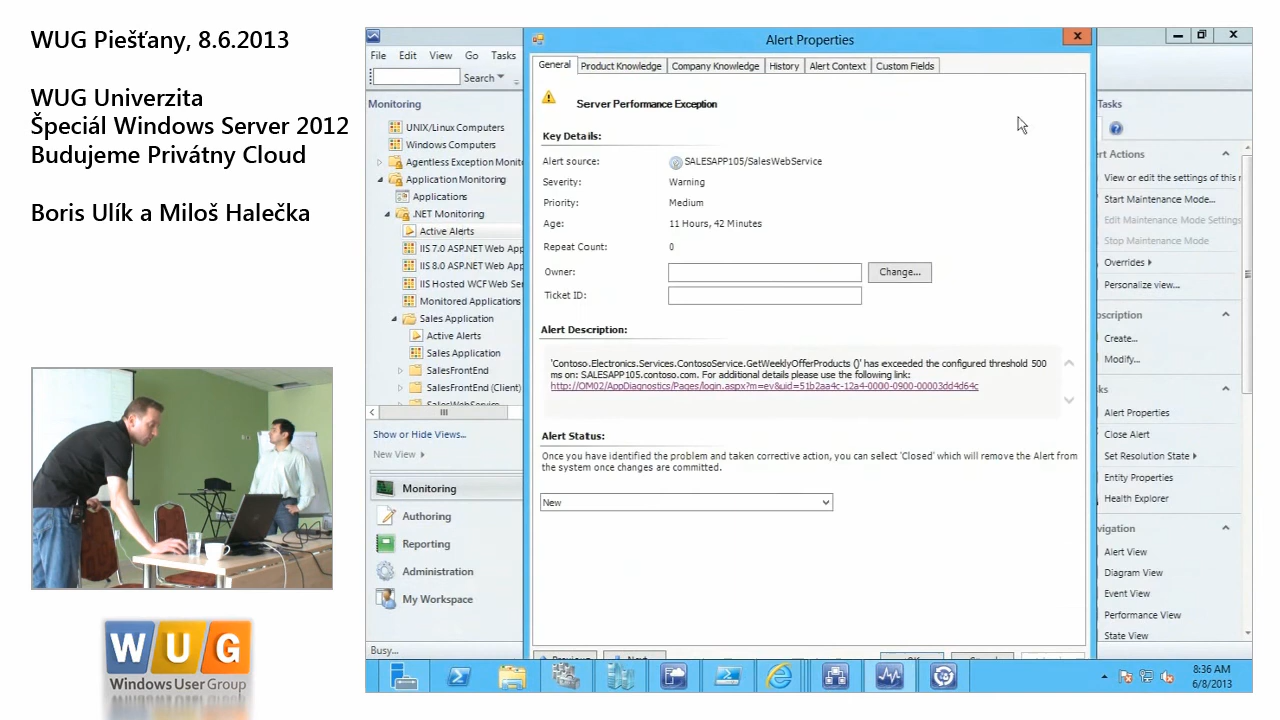 WUG Piešťany, 8.6.2013
WUG Univerzita
Špeciál Windows Server 2012
Budujeme Privátny Cloud
Boris Ulík a Miloš Halečka
WUG
Windows User Group
File Edit View Go Tasks
Search
Monitoring
UNIX/Linux Computers
Windows Computers
Agentless Exception Monito
Application Monitoring
Applications
.NET Monitoring
Active Alerts
IIS 7.0 ASP.NET Web App
IIS 8.0 ASP.NET Web App
IIS Hosted WCF Web Ser
Monitored Applications
Sales Application
Active Alerts
Sales Application
SalesFrontEnd
SalesFrontEnd (Client)
SalesWebService
Show or Hide Views...
New View
Monitoring
Authoring
Reporting
Administration
My Workspace
Busy...
Alert Properties
General Product Knowledge Company Knowledge History Alert Context Custom Fields
Server Performance Exception
Key Details:
Alert source: SALESAPP105/SalesWebService
Severity: Warning
Priority: Medium
Age: 11 Hours, 42 Minutes
Repeat Count: 0
Owner: Change...
Ticket ID:
Alert Description:
'Contoso.Electronics.Services.ContosoService.GetWeeklyOfferProducts ()' has exceeded the configured threshold 500
ms on: SALESAPP105.contoso.com. For additional details please use the following link:
http://OM02/AppDiagnostics/Pages/login.aspx?m=ev&uid=51b2aa4c-12a4-0000-0900-00003dd4d64c
Alert Status:
Once you have identified the problem and taken corrective action, you can select 'Closed' which will remove the Alert from
the system once changes are committed.
New
Tasks
rt Actions
View or edit the settings of this r
Start Maintenance Mode...
Edit Maintenance Mode Settings
Stop Maintenance Mode
Overrides
Personalize view...
bscription
Create...
Modify...
ks
Alert Properties
Close Alert
Set Resolution State
Entity Properties
Health Explorer
vigation
Alert View
Diagram View
Event View
Performance View
State View
8:36 AM
6/8/2013